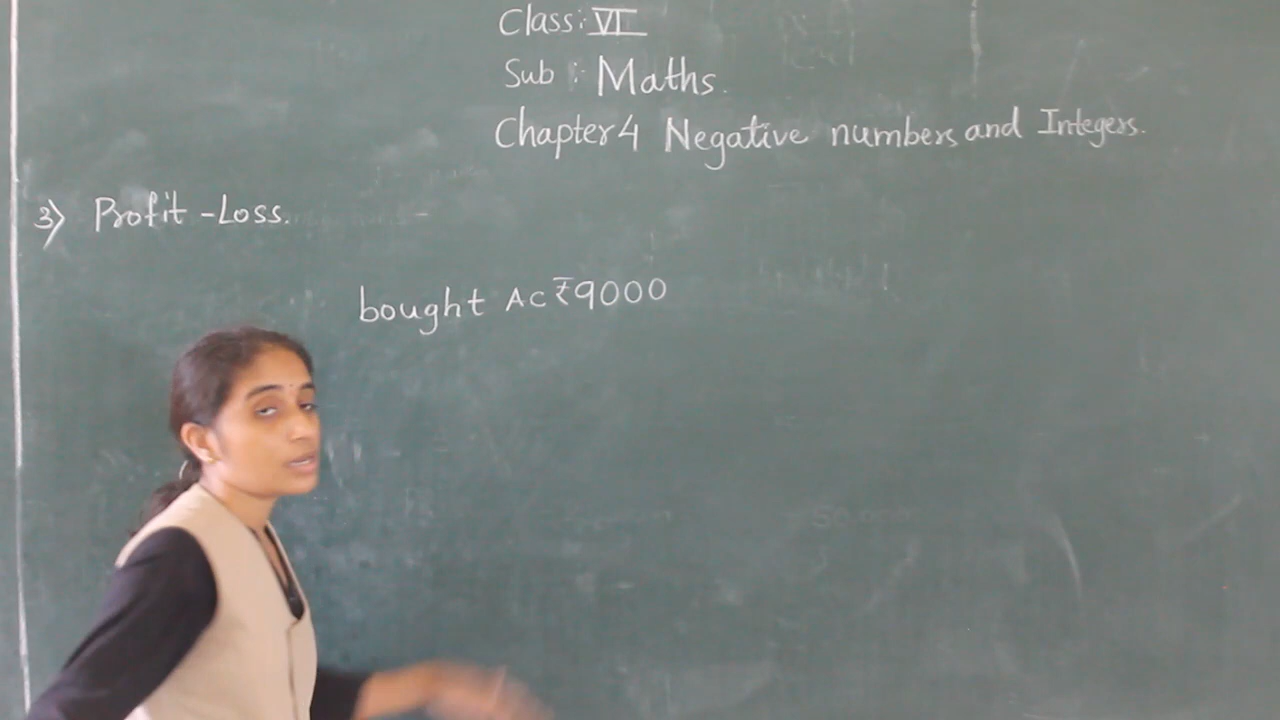 Class:- VI
Sub :- Maths.
Chapter 4 Negative numbers and Integers.
3) Profit - Loss.
bought AC ₹9000